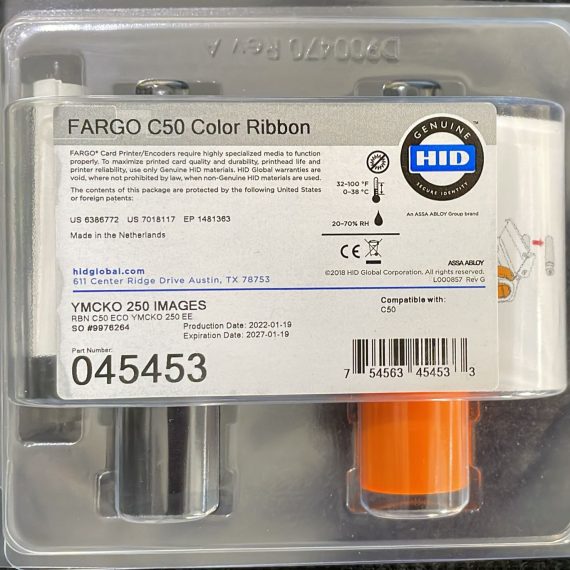 D900470 Rev A
FARGO C50 Color Ribbon
FARGO® Card Printer/Encoders require highly specialized media to function
properly. To maximize printed card quality and durability, printhead life and
printer reliability, use only Genuine HID materials. HID Global warranties are
void, where not prohibited by law, when non-Genuine HID materials are used.
The contents of this package are protected by the following United States
or foreign patents:
US 6386772 US 7018117 EP 1481363
Made in the Netherlands
hidglobal.com
611 Center Ridge Drive Austin, TX 78753
GENUINE
HID
™
SECURE IDENTITY
An ASSA ABLOY Group brand
32-100 °F
0-38 °C
20-70% RH
CE
ASSA ABLOY
©2018 HID Global Corporation. All rights reserved.
L000857 Rev G
YMCKO 250 IMAGES
RBN C50 ECO YMCKO 250 EE
SO #9976264
Production Date: 2022-01-19
Expiration Date: 2027-01-19
Compatible with:
C50
Part Number:
045453
7 54563 45453 3